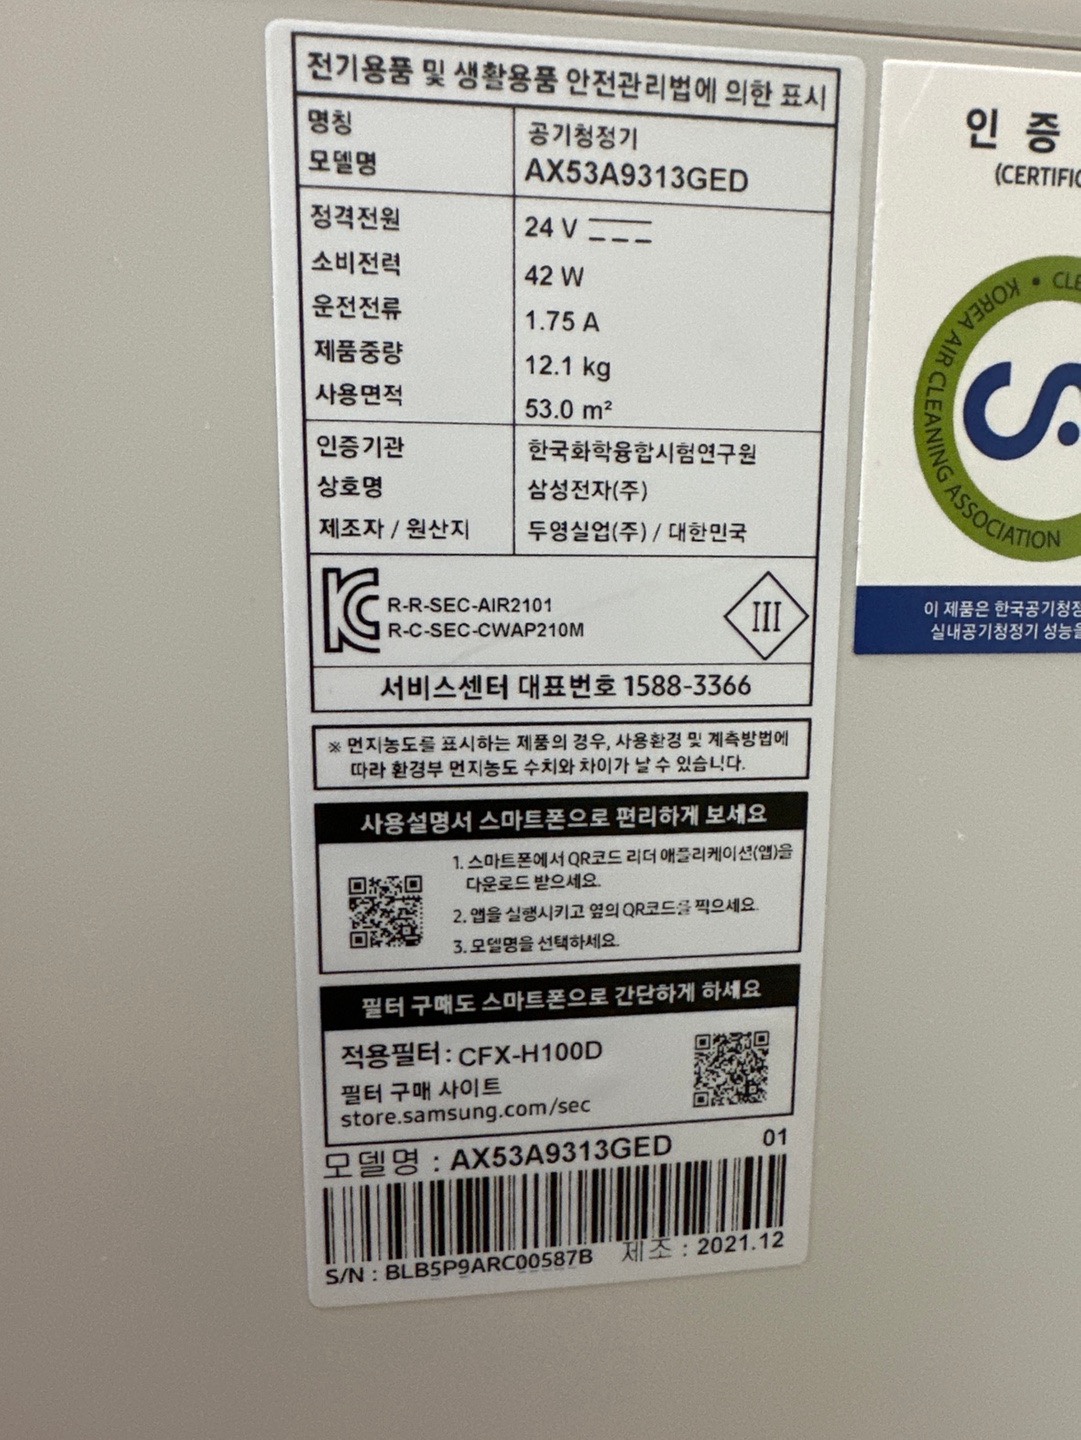 전기용품 및 생활용품 안전관리법에 의한 표시
명칭 공기청정기
모델명 AX53A9313GED
정격전원 24 V
소비전력 42 W
운전전류 1.75 A
제품중량 12.1 kg
사용면적 53.0 m²
인증기관 한국화학융합시험연구원
상호명 삼성전자(주)
제조자 / 원산지 두영실업(주) / 대한민국
R-R-SEC-AIR2101
R-C-SEC-CWAP210M
III
서비스센터 대표번호 1588-3366
※ 먼지농도를 표시하는 제품의 경우, 사용환경 및 계측방법에
따라 환경부 먼지농도 수치와 차이가 날 수 있습니다.
사용설명서 스마트폰으로 편리하게 보세요
1. 스마트폰에서 QR코드 리더 애플리케이션(앱)을
다운로드 받으세요.
2. 앱을 실행시키고 옆의 QR코드를 찍으세요.
3. 모델명을 선택하세요.
필터 구매도 스마트폰으로 간단하게 하세요
적용필터 : CFX-H100D
필터 구매 사이트
store.samsung.com/sec
모델명 : AX53A9313GED 01
S/N : BLB5P9ARC00587B 제조 : 2021.12
인 증
(CERTIFIC
KOREA AIR CLEANING ASSOCIATION • CLE
이 제품은 한국공기청정
실내공기청정기 성능을